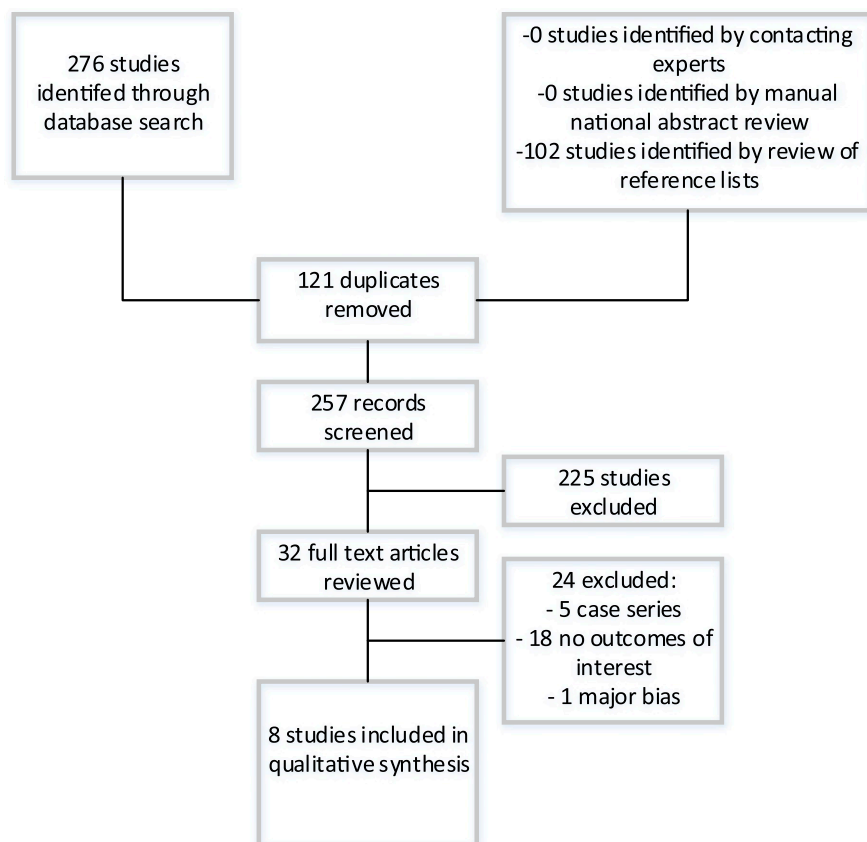 276 studies
identifed through
database search
-0 studies identified by contacting
experts
-0 studies identified by manual
national abstract review
-102 studies identified by review of
reference lists
121 duplicates
removed
257 records
screened
225 studies
excluded
32 full text articles
reviewed
24 excluded:
- 5 case series
- 18 no outcomes of
interest
- 1 major bias
8 studies included in
qualitative synthesis